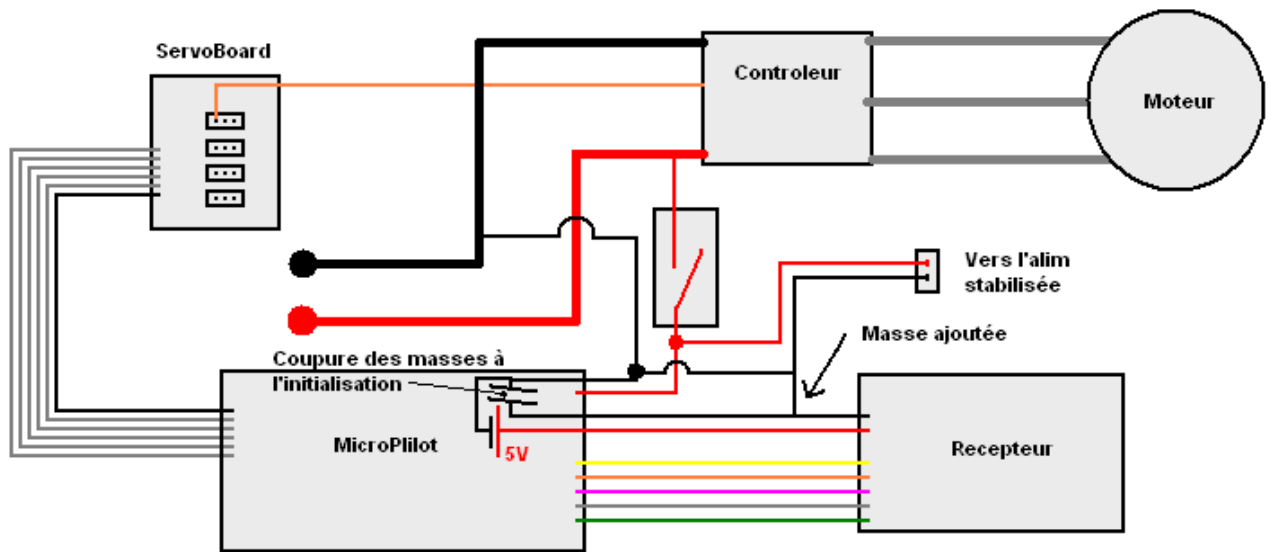 ServoBoard
Controleur
Moteur
Vers l'alim
stabilisée
Masse ajoutée
Coupure des masses à
l'initialisation
MicroPlilot
5V
Recepteur